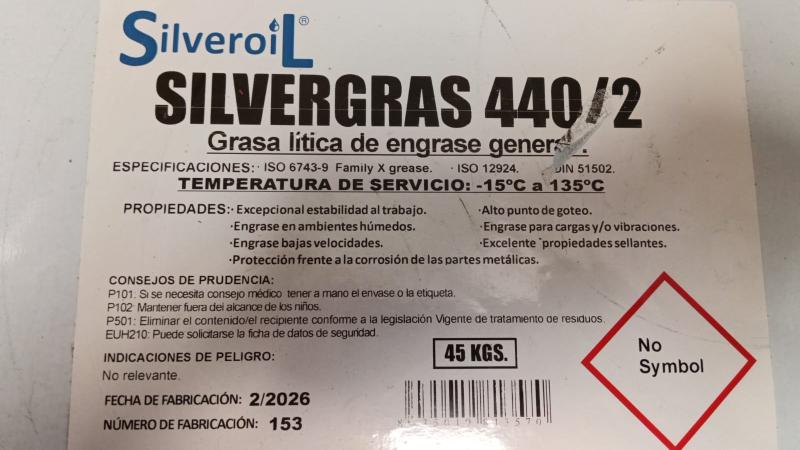 SilveroiL®
SILVERGRAS 440/2
Grasa lítica de engrase general.
ESPECIFICACIONES: · ISO 6743-9 Family X grease. · ISO 12924. DIN 51502.
TEMPERATURA DE SERVICIO: -15ºC a 135ºC
PROPIEDADES: · Excepcional estabilidad al trabajo. ·Alto punto de goteo.
·Engrase en ambientes húmedos. ·Engrase para cargas y/o vibraciones.
·Engrase bajas velocidades. ·Excelente propiedades sellantes.
·Protección frente a la corrosión de las partes metálicas.
CONSEJOS DE PRUDENCIA:
P101: Si se necesita consejo médico tener a mano el envase o la etiqueta.
P102: Mantener fuera del alcance de los niños.
P501: Eliminar el contenido/el recipiente conforme a la legislación Vigente de tratamiento de residuos.
EUH210: Puede solicitarse la ficha de datos de seguridad.
INDICACIONES DE PELIGRO:
No relevante.
45 KGS.
No
Symbol
FECHA DE FABRICACIÓN: 2/2026
NÚMERO DE FABRICACIÓN: 153